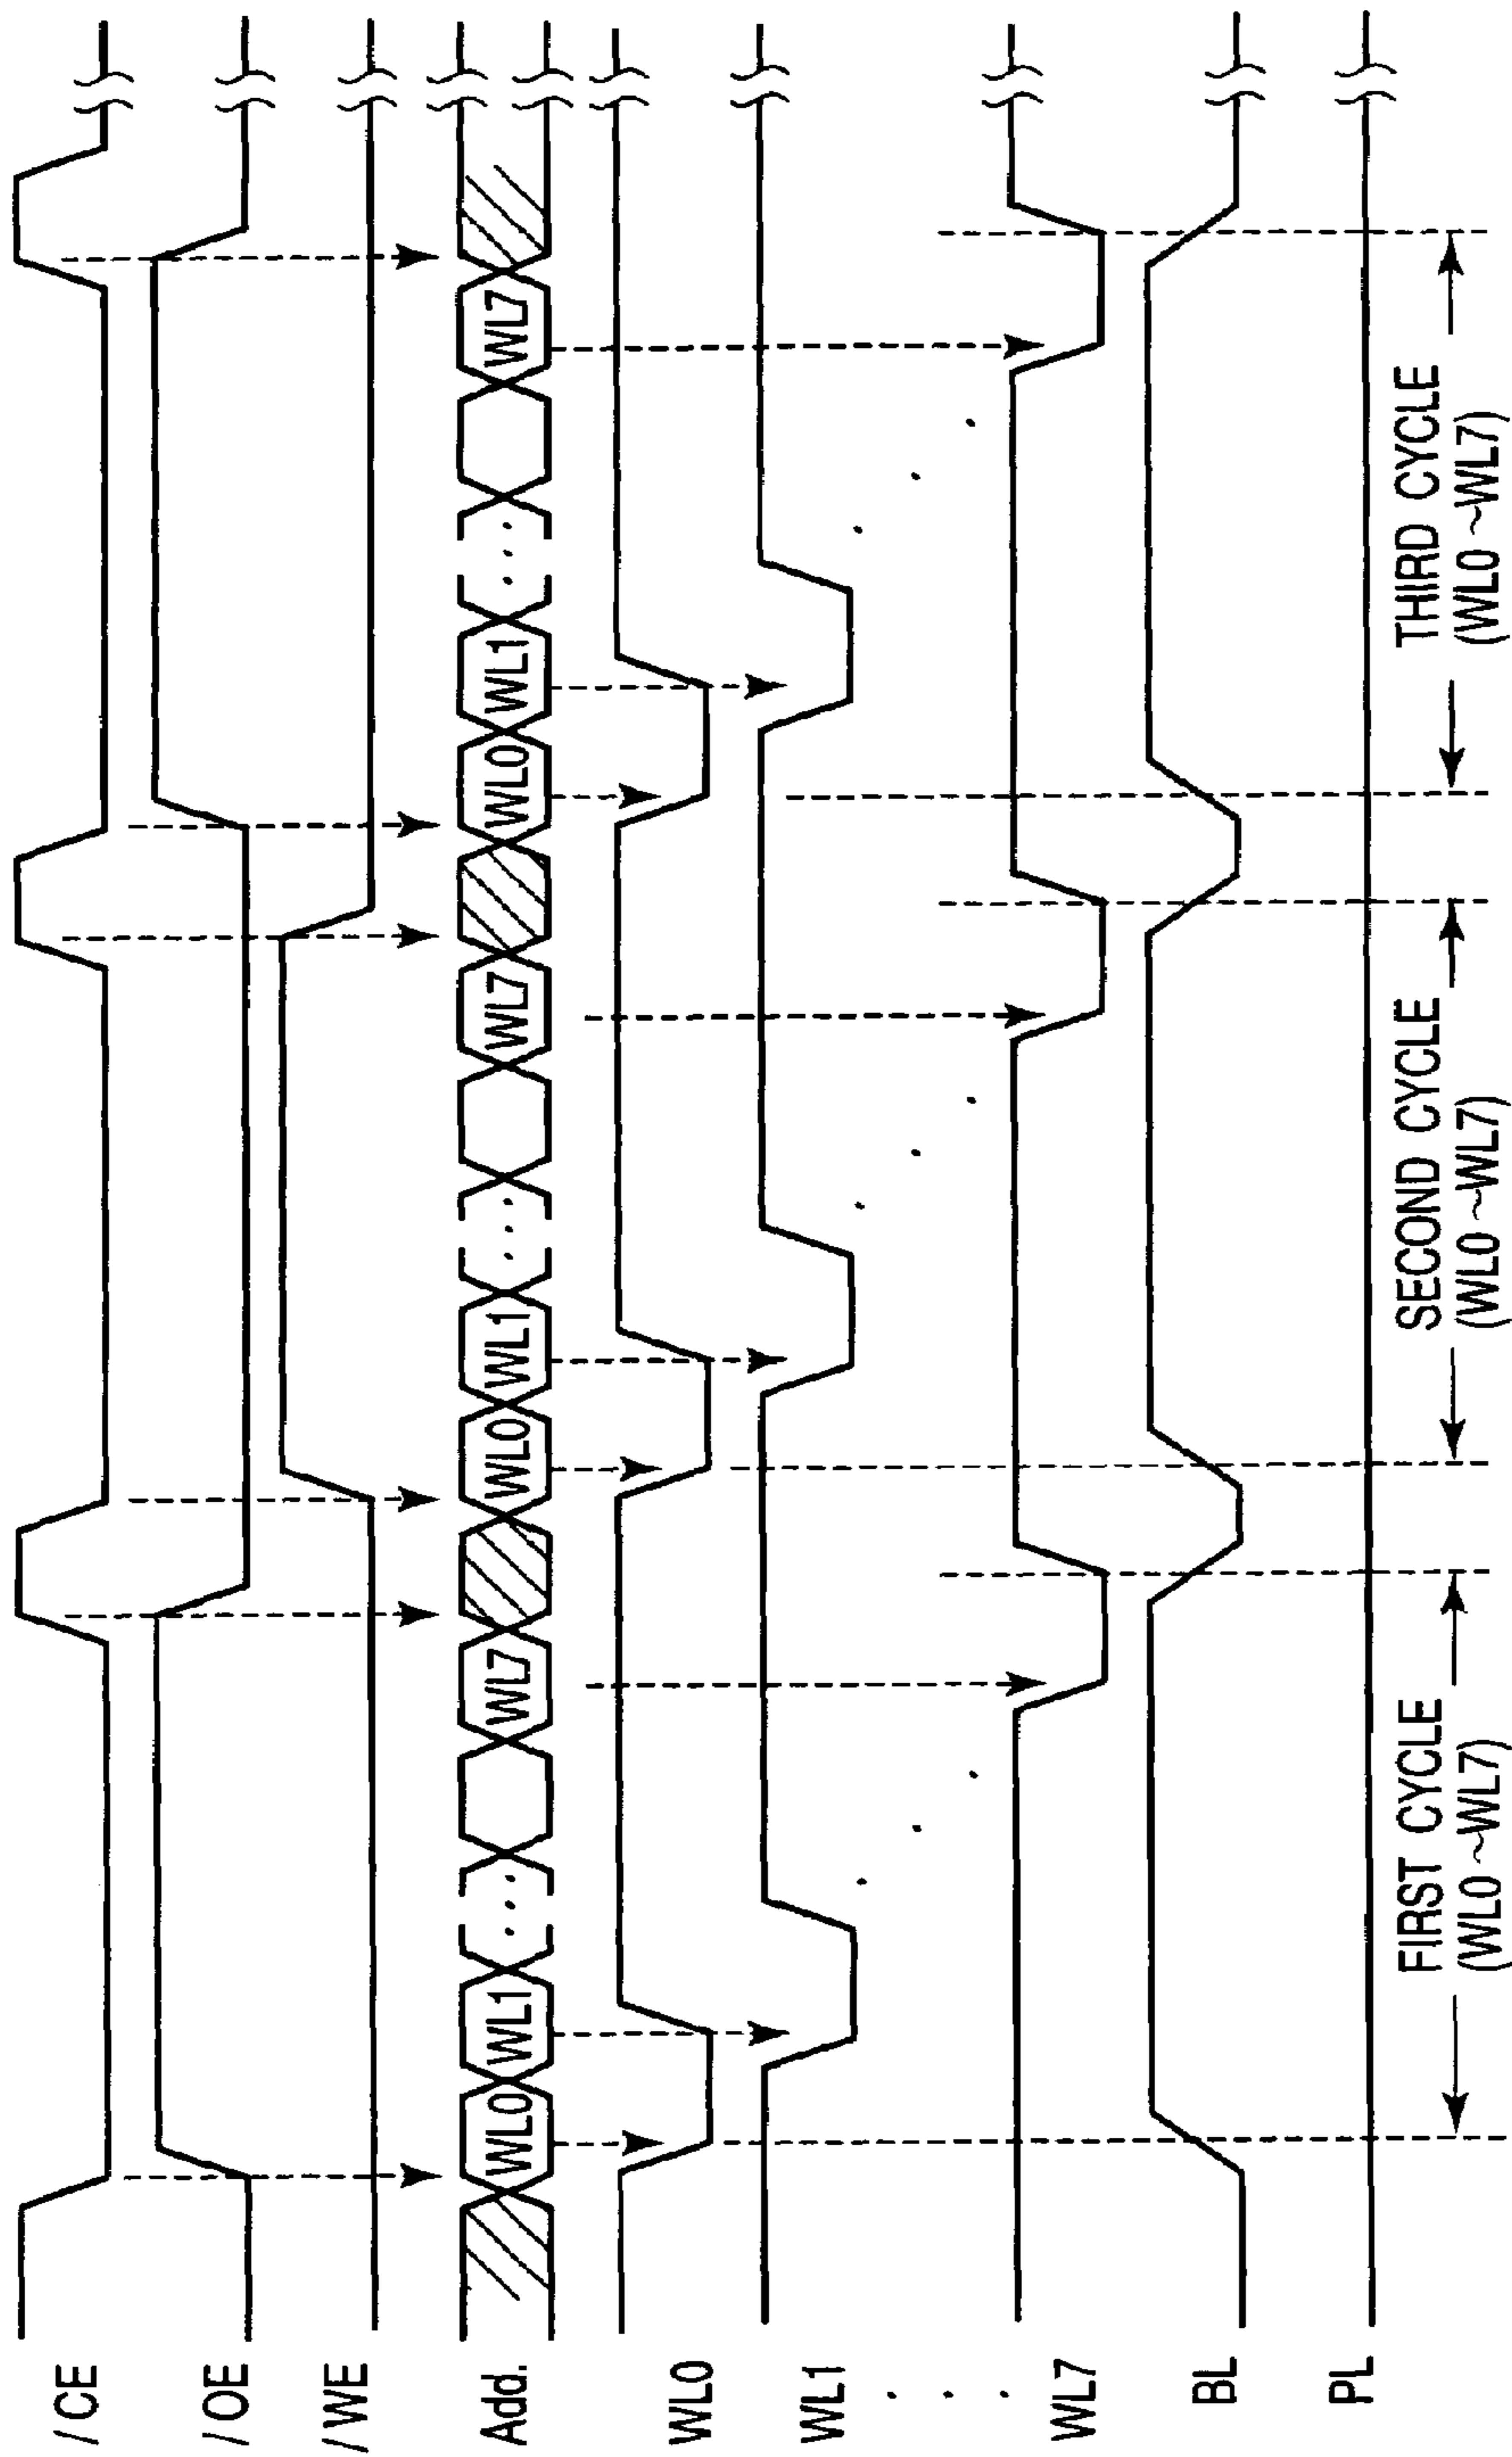 / CE
/ OE
/ WE
Add. WL0 WL1 ... WL7 WL0 WL1 ... WL7 WL0 WL1 ... WL7
WL0
WL1
. . .
WL7
BL
PL
FIRST CYCLE
(WL0 ~WL7)
SECOND CYCLE
(WL0 ~WL7)
THIRD CYCLE
(WL0 ~WL7)